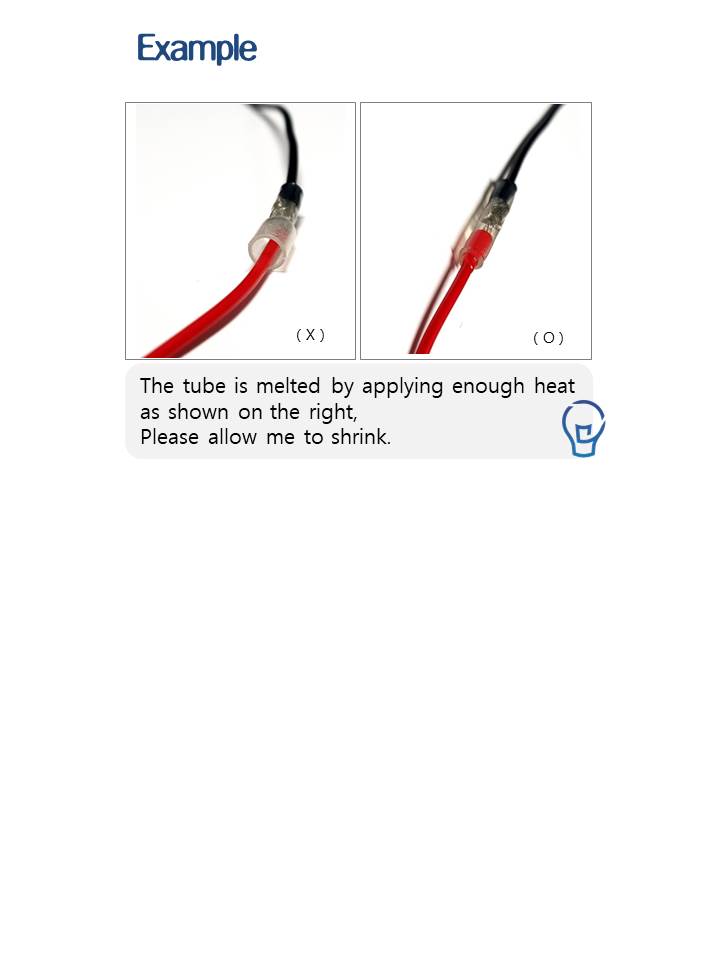 Example
( X )
( O )
The tube is melted by applying enough heat
as shown on the right,
Please allow me to shrink.